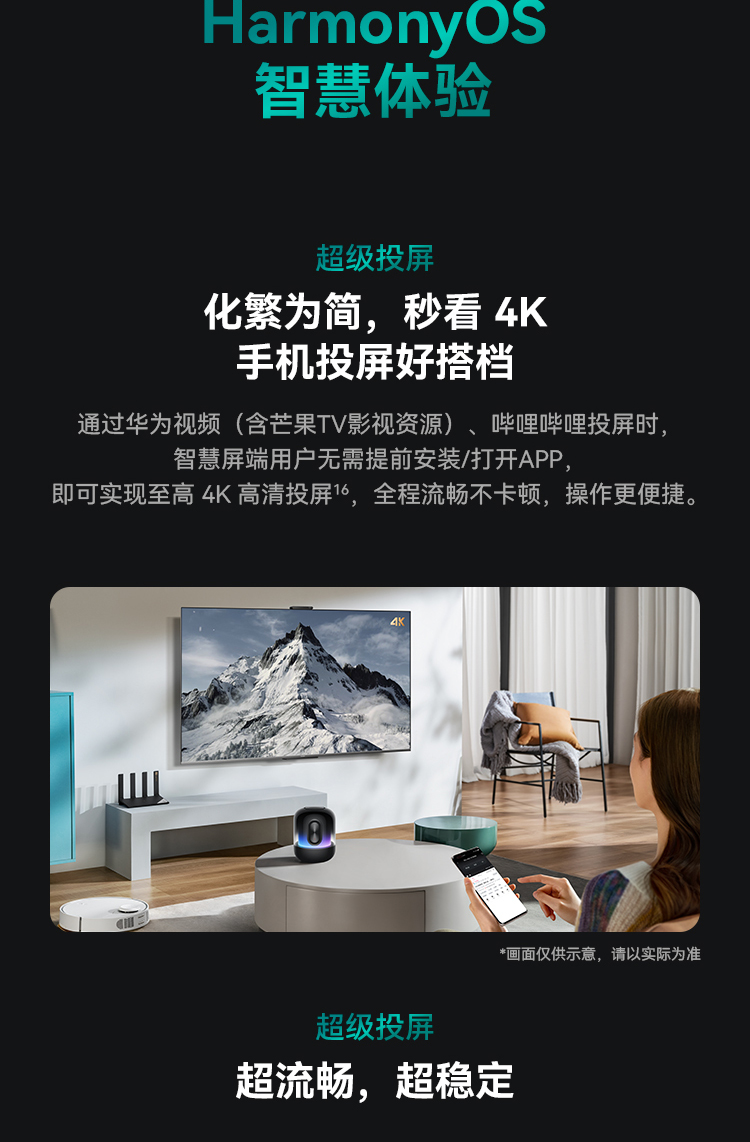 HarmonyOS
智慧体验
超级投屏
化繁为简，秒看 4K
手机投屏好搭档
通过华为视频（含芒果TV影视资源）、哔哩哔哩投屏时，
智慧屏端用户无需提前安装/打开APP，
即可实现至高 4K 高清投屏16，全程流畅不卡顿，操作更便捷。
4K
*画面仅供示意，请以实际为准
超级投屏
超流畅，超稳定